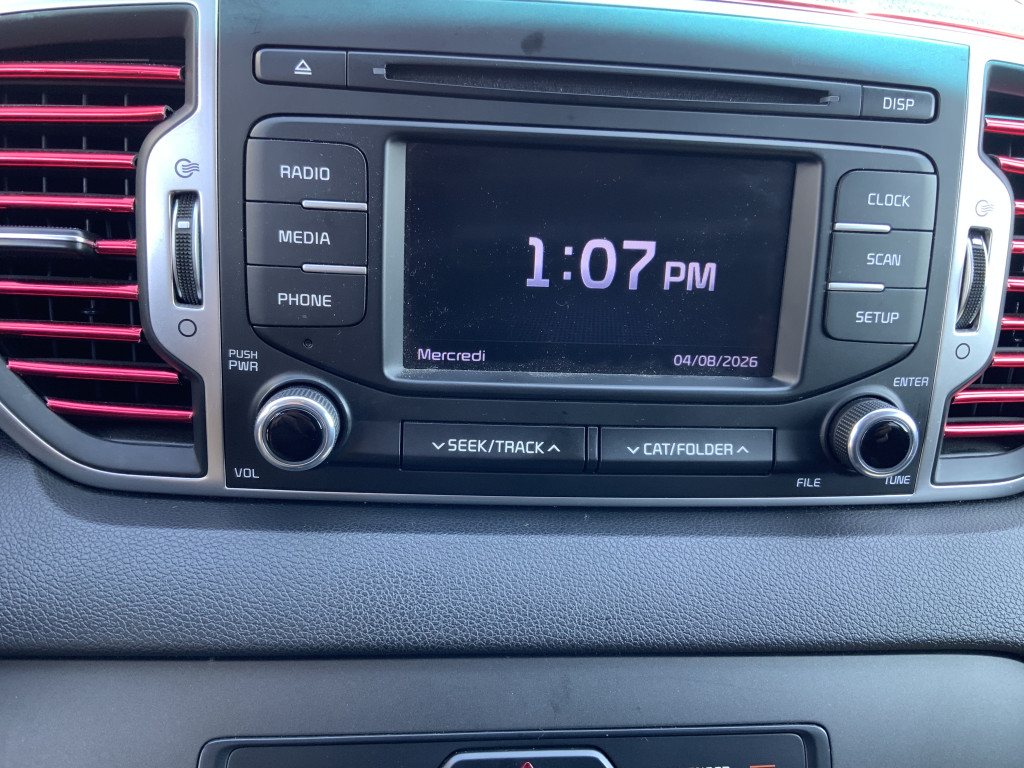 DISP
RADIO
MEDIA
PHONE
CLOCK
SCAN
SETUP
1:07 PM
Mercredi 04/08/2026
PUSH
PWR
VOL
SEEK/TRACK
CAT/FOLDER
ENTER
FILE
TUNE